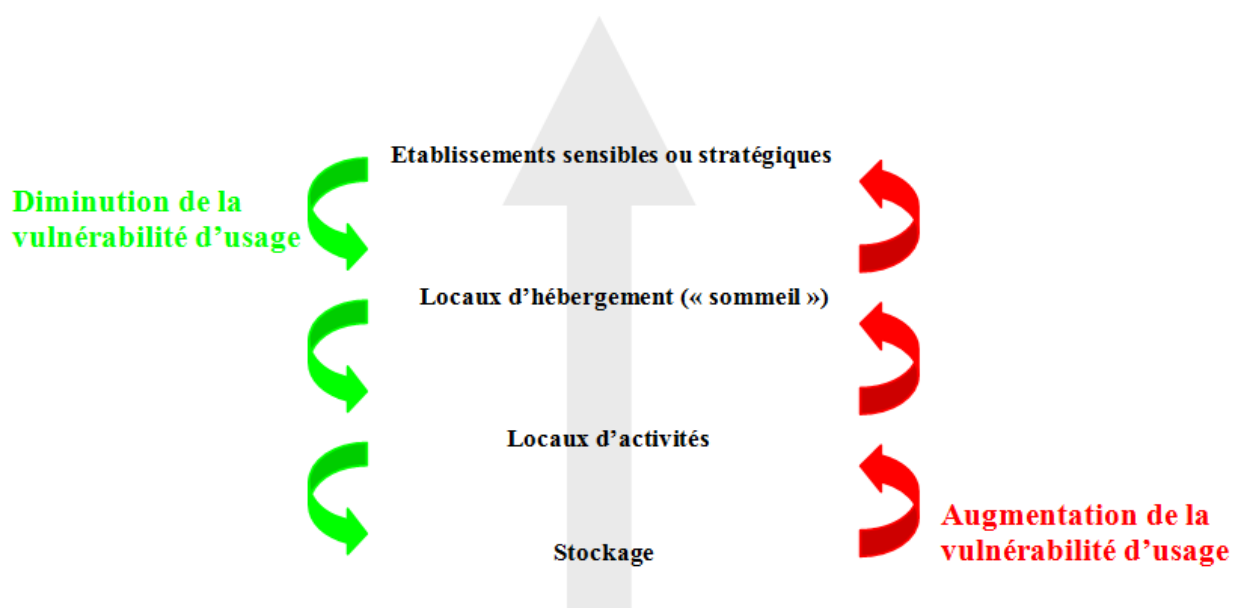 Etablissements sensibles ou stratégiques
Diminution de la
vulnérabilité d’usage
Locaux d’hébergement (« sommeil »)
Locaux d’activités
Augmentation de la
vulnérabilité d’usage
Stockage